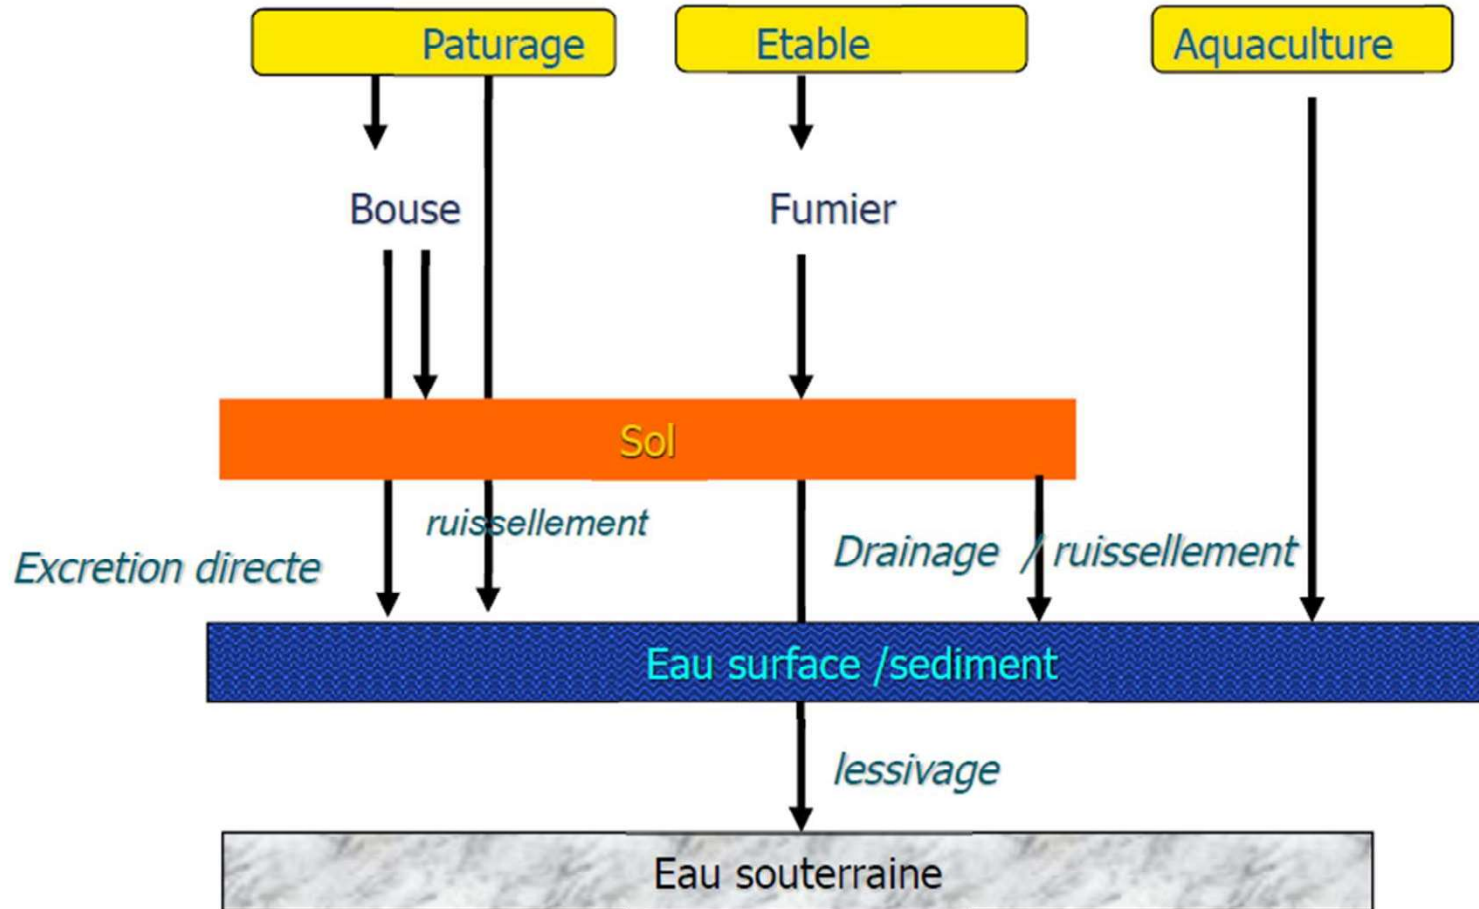 Paturage
Etable
Aquaculture
Bouse
Fumier
Sol
ruissellement
Excretion directe
Drainage / ruissellement
Eau surface /sediment
lessivage
Eau souterraine